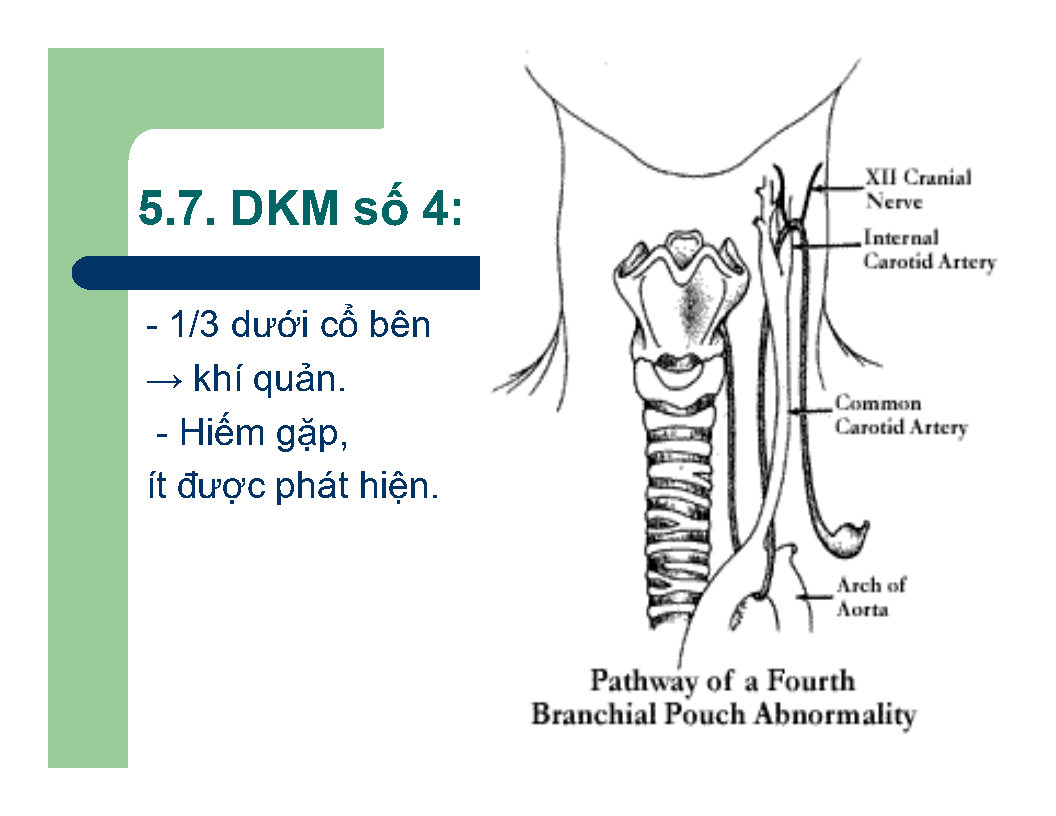 5.7. DKM số 4:
- 1/3 dưới cổ bên
→ khí quản.
- Hiếm gặp,
ít được phát hiện.
XII Cranial
Nerve
Internal
Carotid Artery
Common
Carotid Artery
Arch of
Aorta
Pathway of a Fourth
Branchial Pouch Abnormality